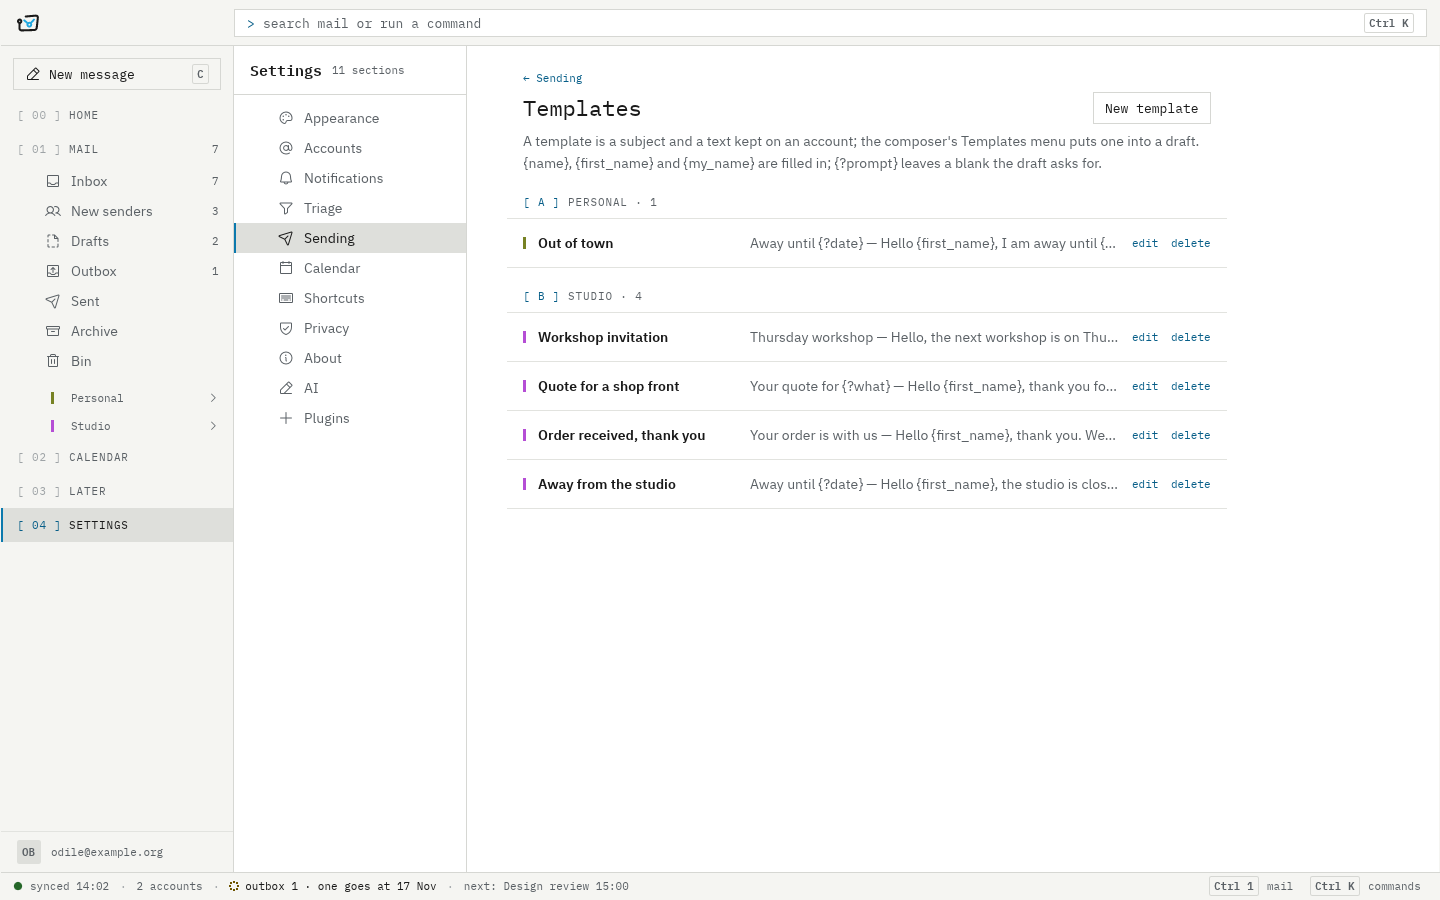 > search mail or run a command Ctrl K
New message C
[ 00 ] HOME
[ 01 ] MAIL 7
Inbox 7
New senders 3
Drafts 2
Outbox 1
Sent
Archive
Bin
Personal
Studio
[ 02 ] CALENDAR
[ 03 ] LATER
[ 04 ] SETTINGS
OB odile@example.org
Settings 11 sections
Appearance
Accounts
Notifications
Triage
Sending
Calendar
Shortcuts
Privacy
About
AI
Plugins
← Sending
Templates
New template
A template is a subject and a text kept on an account; the composer's Templates menu puts one into a draft.
{name}, {first_name} and {my_name} are filled in; {?prompt} leaves a blank the draft asks for.
[ A ] PERSONAL · 1
Out of town Away until {?date} — Hello {first_name}, I am away until {... edit delete
[ B ] STUDIO · 4
Workshop invitation Thursday workshop — Hello, the next workshop is on Thu... edit delete
Quote for a shop front Your quote for {?what} — Hello {first_name}, thank you fo... edit delete
Order received, thank you Your order is with us — Hello {first_name}, thank you. We... edit delete
Away from the studio Away until {?date} — Hello {first_name}, the studio is clos... edit delete
synced 14:02 · 2 accounts · outbox 1 · one goes at 17 Nov · next: Design review 15:00 Ctrl 1 mail Ctrl K commands